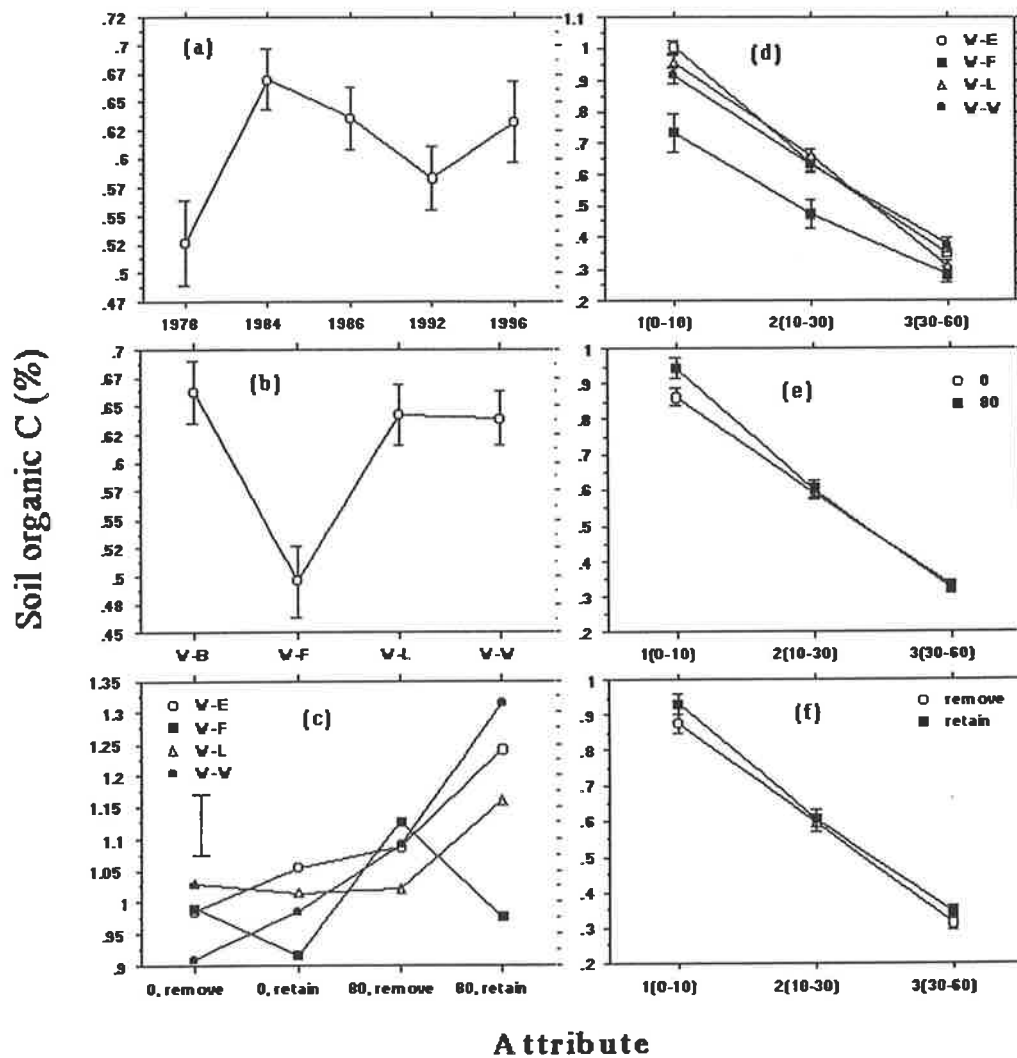 Soil organic C (%)
(a)
.72
.7
.67
.65
.62
.6
.57
.55
.52
.5
.47
1978 1984 1986 1992 1996
(b)
.7
.67
.65
.62
.6
.57
.55
.52
.5
.48
.45
W-B W-F W-L W-W
(c)
W-E
W-F
W-L
W-W
1.35
1.3
1.25
1.2
1.15
1.1
1.05
1
.95
.9
0, remove 0, retain 80, remove 80, retain
(d)
W-E
W-F
W-L
W-W
1.1
1
.9
.8
.7
.6
.5
.4
.3
.2
1(0-10) 2(10-30) 3(30-60)
(e)
0
80
1
.9
.8
.7
.6
.5
.4
.3
.2
1(0-10) 2(10-30) 3(30-60)
(f)
remove
retain
1
.9
.8
.7
.6
.5
.4
.3
.2
1(0-10) 2(10-30) 3(30-60)
Attribute